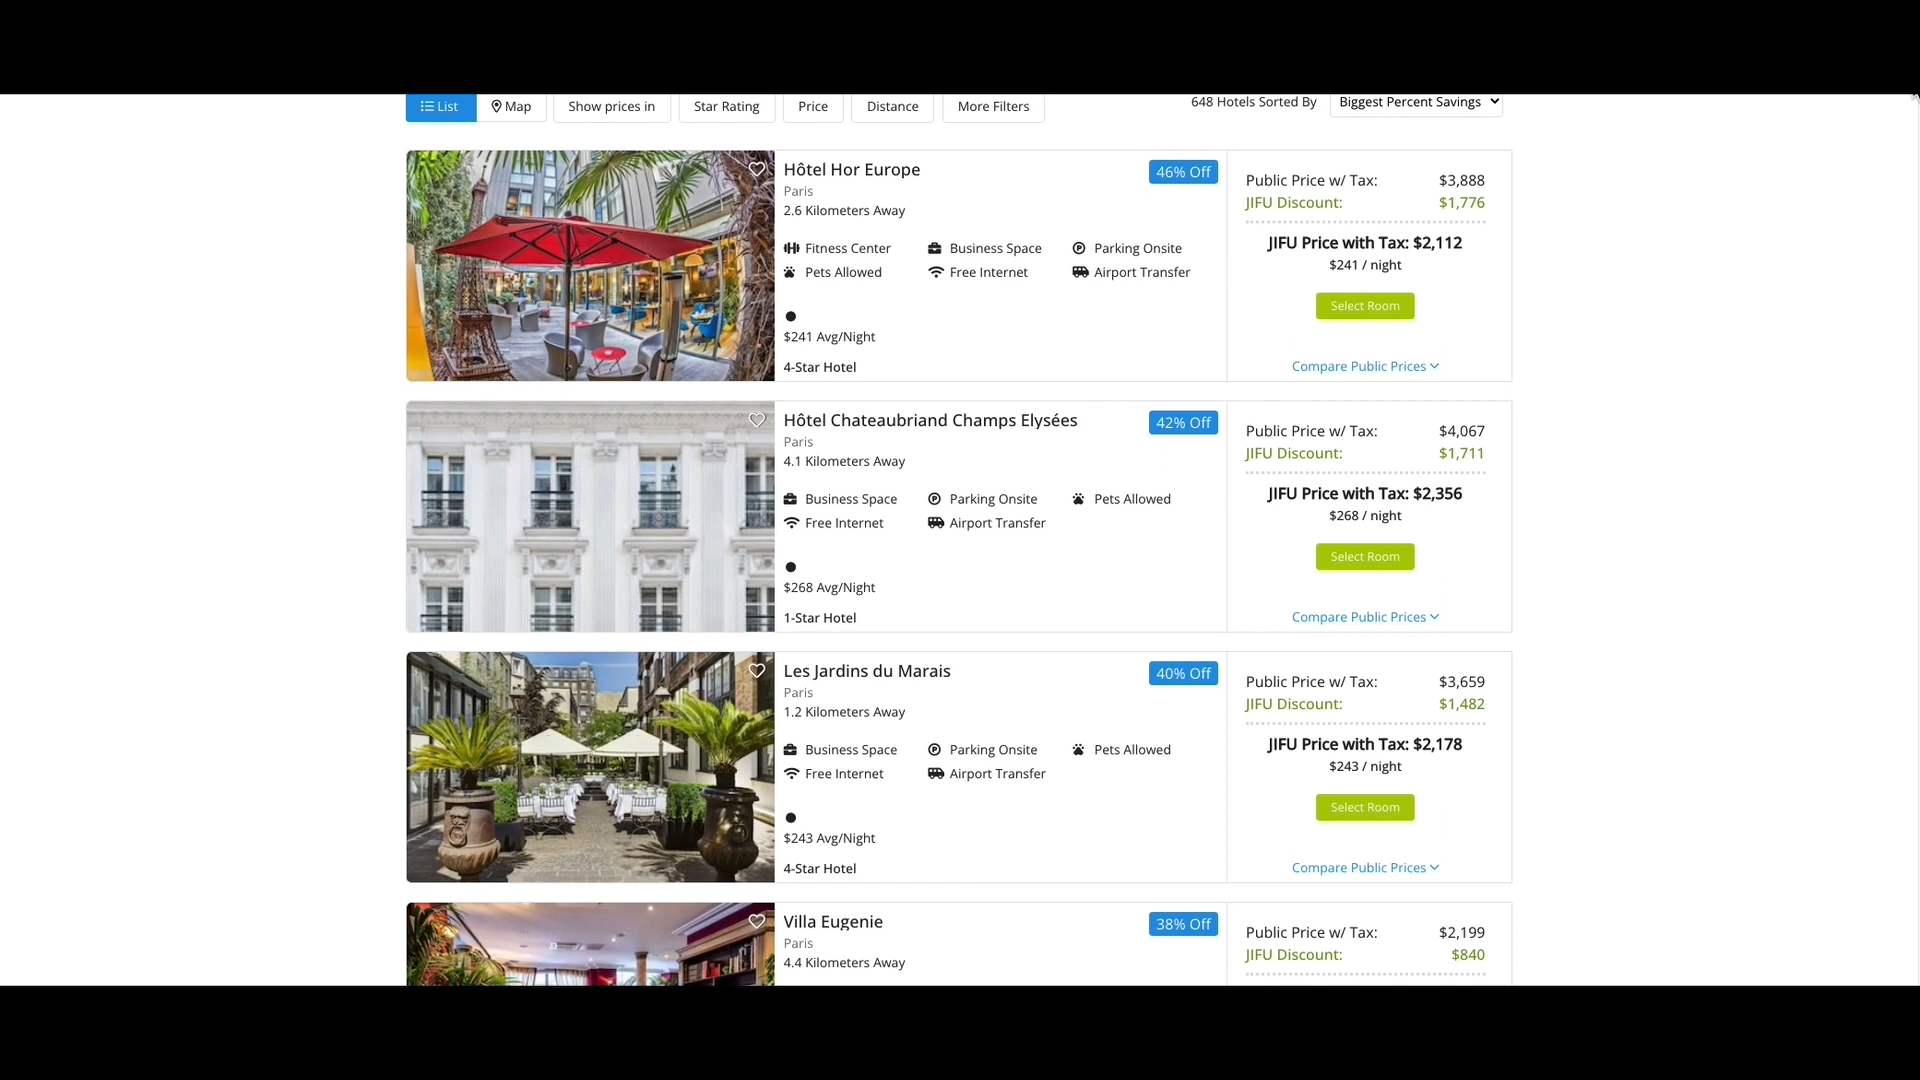 List
Map
Show prices in
Star Rating
Price
Distance
More Filters
648 Hotels Sorted By
Biggest Percent Savings
Hôtel Hor Europe
46% Off
Paris
2.6 Kilometers Away
Fitness Center
Business Space
Parking Onsite
Pets Allowed
Free Internet
Airport Transfer
$241 Avg/Night
4-Star Hotel
Public Price w/ Tax: $3,888
JIFU Discount: $1,776
JIFU Price with Tax: $2,112
$241 / night
Select Room
Compare Public Prices
Hôtel Chateaubriand Champs Elysées
42% Off
Paris
4.1 Kilometers Away
Business Space
Parking Onsite
Pets Allowed
Free Internet
Airport Transfer
$268 Avg/Night
1-Star Hotel
Public Price w/ Tax: $4,067
JIFU Discount: $1,711
JIFU Price with Tax: $2,356
$268 / night
Select Room
Compare Public Prices
Les Jardins du Marais
40% Off
Paris
1.2 Kilometers Away
Business Space
Parking Onsite
Pets Allowed
Free Internet
Airport Transfer
$243 Avg/Night
4-Star Hotel
Public Price w/ Tax: $3,659
JIFU Discount: $1,482
JIFU Price with Tax: $2,178
$243 / night
Select Room
Compare Public Prices
Villa Eugenie
38% Off
Paris
4.4 Kilometers Away
Public Price w/ Tax: $2,199
JIFU Discount: $840